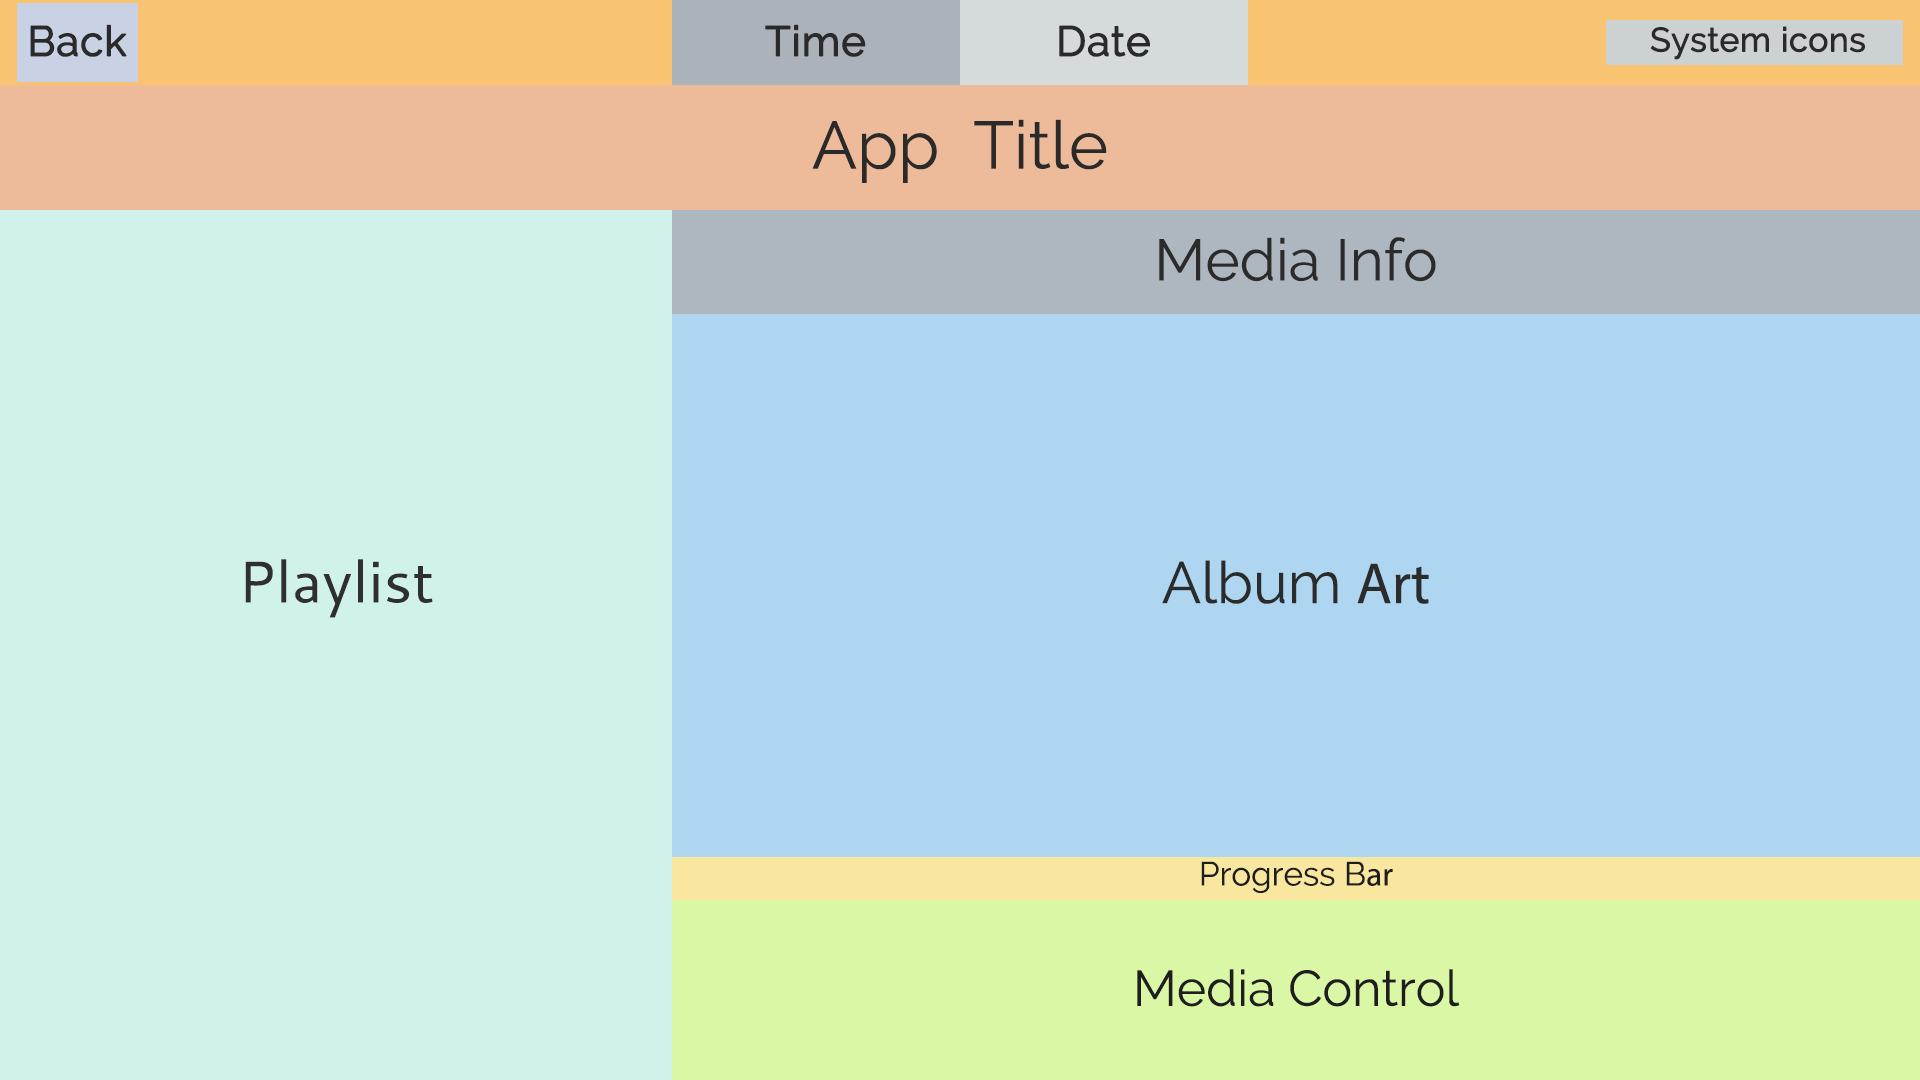 Back
Time
Date
System icons
App Title
Media Info
Playlist
Album Art
Progress Bar
Media Control